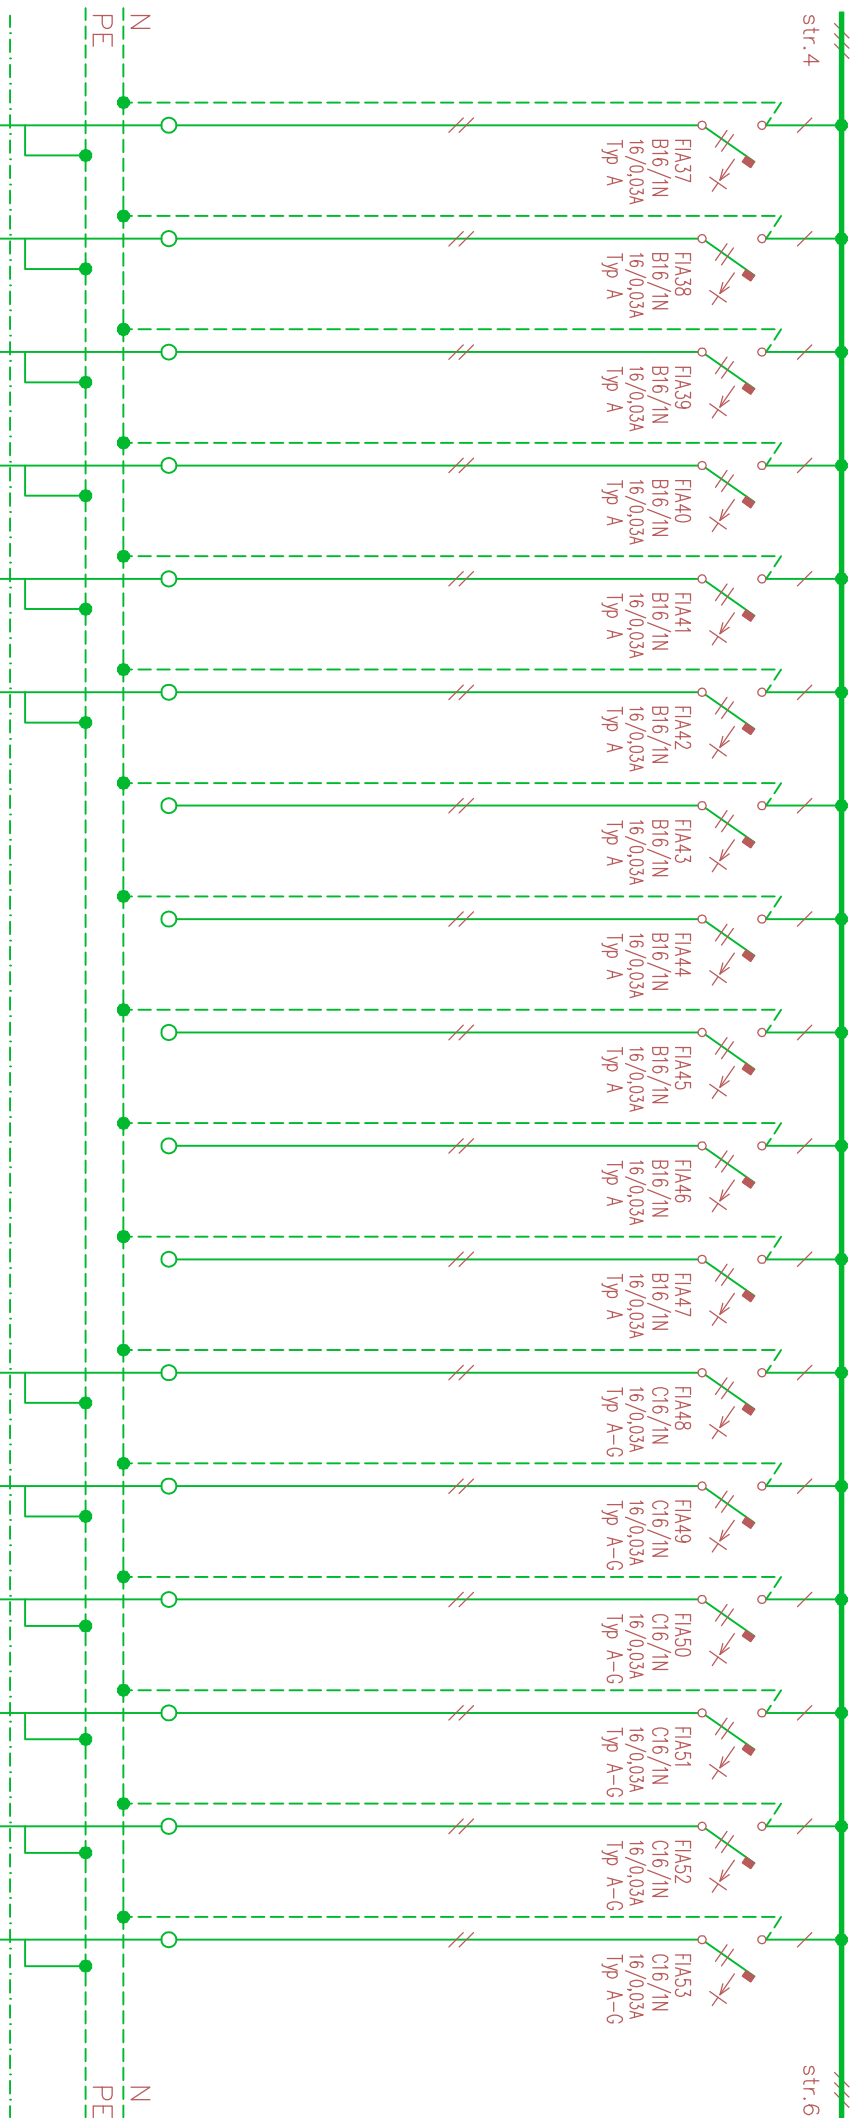 str.4
N
PE
FIA37
B16/1N
16/0,03A
Typ A
FIA38
B16/1N
16/0,03A
Typ A
FIA39
B16/1N
16/0,03A
Typ A
FIA40
B16/1N
16/0,03A
Typ A
FIA41
B16/1N
16/0,03A
Typ A
FIA42
B16/1N
16/0,03A
Typ A
FIA43
B16/1N
16/0,03A
Typ A
FIA44
B16/1N
16/0,03A
Typ A
FIA45
B16/1N
16/0,03A
Typ A
FIA46
B16/1N
16/0,03A
Typ A
FIA47
B16/1N
16/0,03A
Typ A
FIA48
C16/1N
16/0,03A
Typ A-G
FIA49
C16/1N
16/0,03A
Typ A-G
FIA50
C16/1N
16/0,03A
Typ A-G
FIA51
C16/1N
16/0,03A
Typ A-G
FIA52
C16/1N
16/0,03A
Typ A-G
FIA53
C16/1N
16/0,03A
Typ A-G
str.6
N
PE